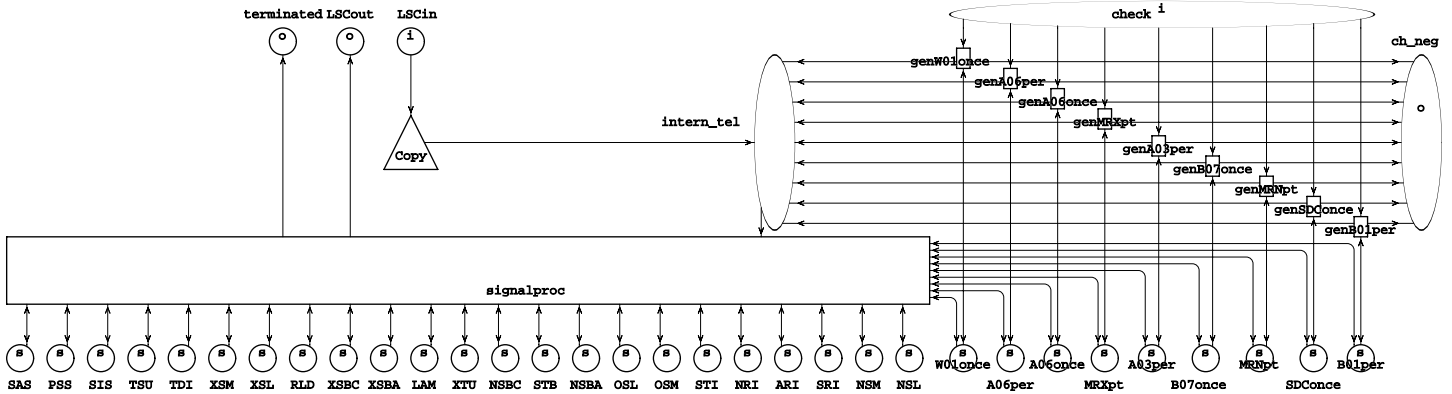 terminated LSCout LSCin
check i
o o i
ch_neg
genW01once
genA06per
genA06once
o
intern_tel
genMRXpt
genA03per
Copy
genB07once
genMRNpt
genSDConce
genB01per
signalproc
s s s s s s s s s s s s s s s s s s s s s s s s s s s s s s s s
W01once A06once A03per MRNpt B01per
SAS PSS SIS TSU TDI XSM XSL RLD XSBC XSBA LAM XTU NSBC STB NSBA OSL OSM STI NRI ARI SRI NSM NSL A06per MRXpt B07once SDConce